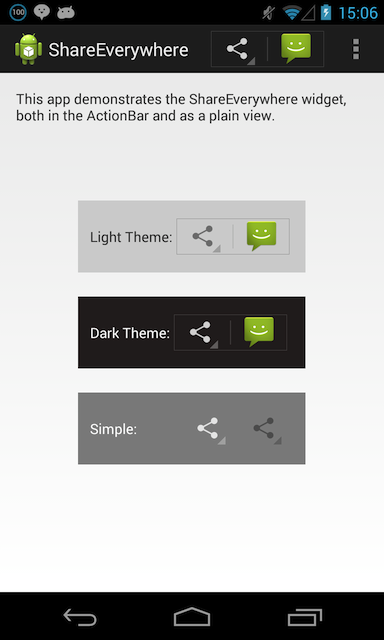 100
15:06
ShareEverywhere
This app demonstrates the ShareEverywhere widget,
both in the ActionBar and as a plain view.
Light Theme:
Dark Theme:
Simple: